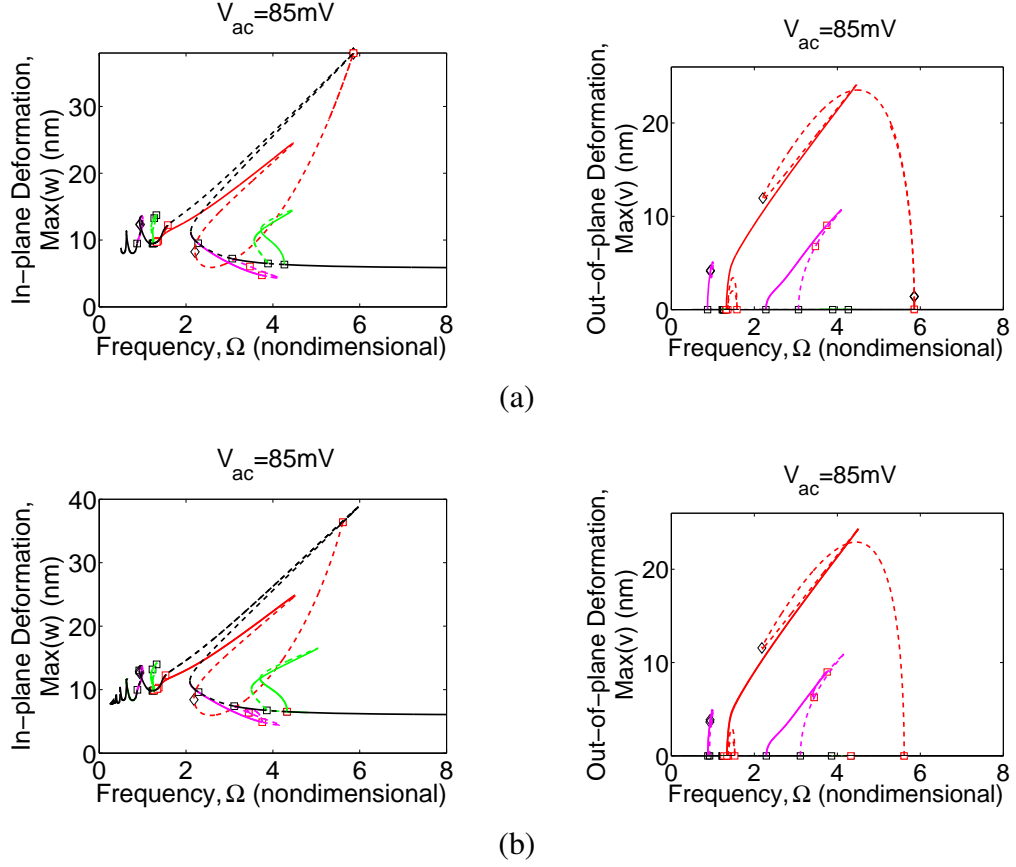 V_ac=85mV
In-plane Deformation,
Max(w) (nm)
40
30
20
10
0
0 2 4 6 8
Frequency, Ω (nondimensional)
V_ac=85mV
Out-of-plane Deformation,
Max(v) (nm)
20
10
0
0 2 4 6 8
Frequency, Ω (nondimensional)
(a)
V_ac=85mV
In-plane Deformation,
Max(w) (nm)
40
30
20
10
0
0 2 4 6 8
Frequency, Ω (nondimensional)
V_ac=85mV
Out-of-plane Deformation,
Max(v) (nm)
20
10
0
0 2 4 6 8
Frequency, Ω (nondimensional)
(b)